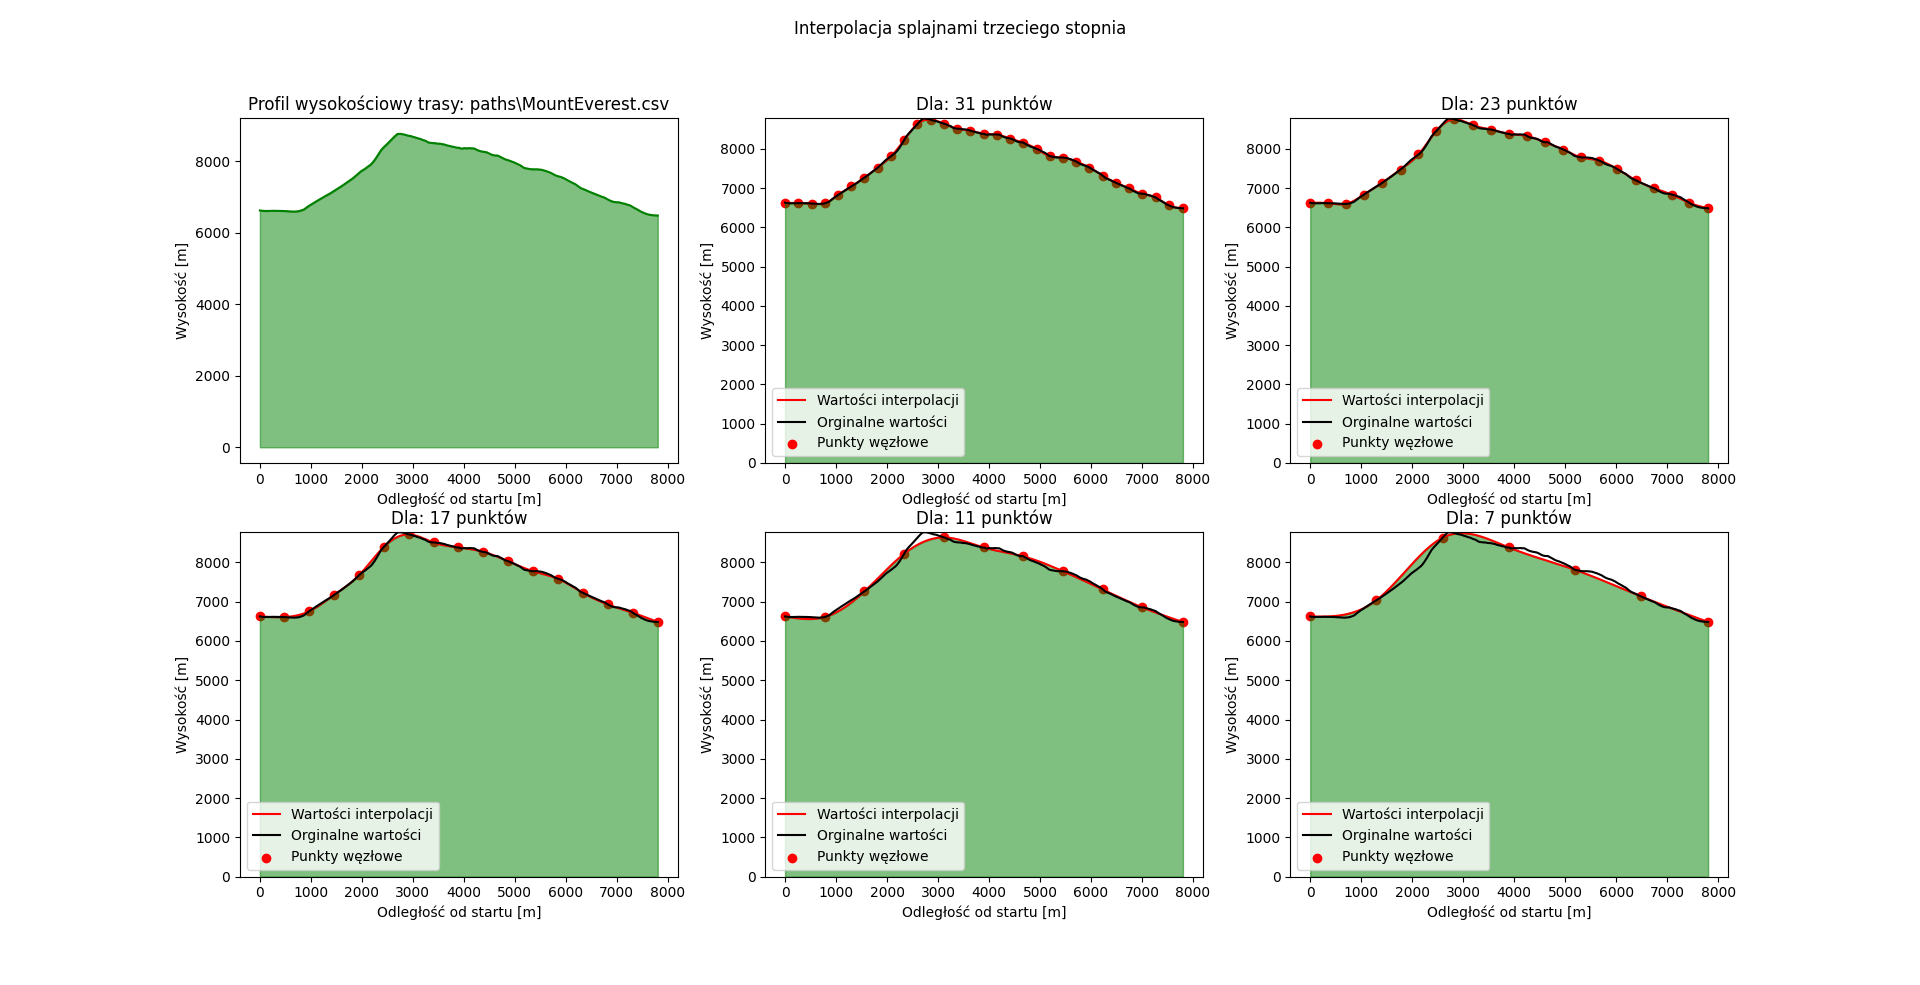 Interpolacja splajnami trzeciego stopnia
Profil wysokościowy trasy: paths\MountEverest.csv
Wysokość [m]
8000
6000
4000
2000
0
0 1000 2000 3000 4000 5000 6000 7000 8000
Odległość od startu [m]
Dla: 31 punktów
Wysokość [m]
8000
7000
6000
5000
4000
3000
2000
1000
0
Wartości interpolacji
Orginalne wartości
Punkty węzłowe
0 1000 2000 3000 4000 5000 6000 7000 8000
Odległość od startu [m]
Dla: 23 punktów
Wysokość [m]
8000
7000
6000
5000
4000
3000
2000
1000
0
Wartości interpolacji
Orginalne wartości
Punkty węzłowe
0 1000 2000 3000 4000 5000 6000 7000 8000
Odległość od startu [m]
Dla: 17 punktów
Wysokość [m]
8000
7000
6000
5000
4000
3000
2000
1000
0
Wartości interpolacji
Orginalne wartości
Punkty węzłowe
0 1000 2000 3000 4000 5000 6000 7000 8000
Odległość od startu [m]
Dla: 11 punktów
Wysokość [m]
8000
7000
6000
5000
4000
3000
2000
1000
0
Wartości interpolacji
Orginalne wartości
Punkty węzłowe
0 1000 2000 3000 4000 5000 6000 7000 8000
Odległość od startu [m]
Dla: 7 punktów
Wysokość [m]
8000
7000
6000
5000
4000
3000
2000
1000
0
Wartości interpolacji
Orginalne wartości
Punkty węzłowe
0 1000 2000 3000 4000 5000 6000 7000 8000
Odległość od startu [m]